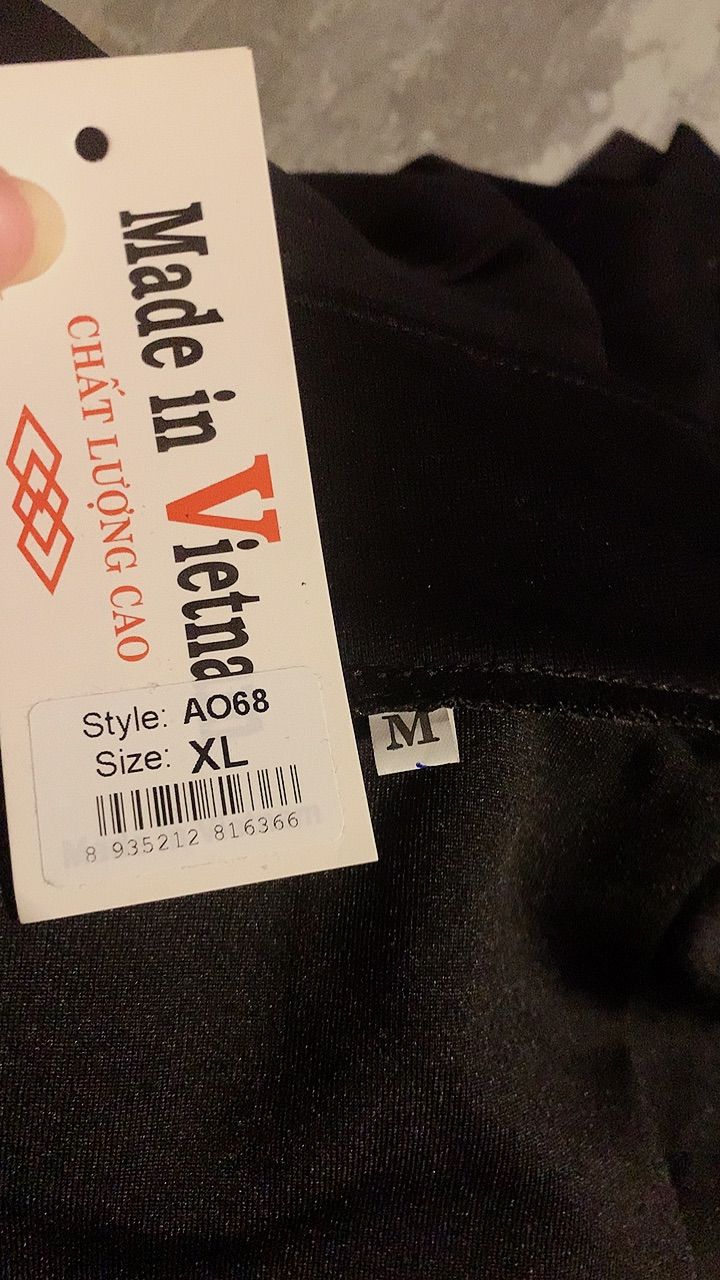 Made in Vietna
CHẤT LƯỢNG CAO
Style: AO68
Size: XL
8 935212 816366
M